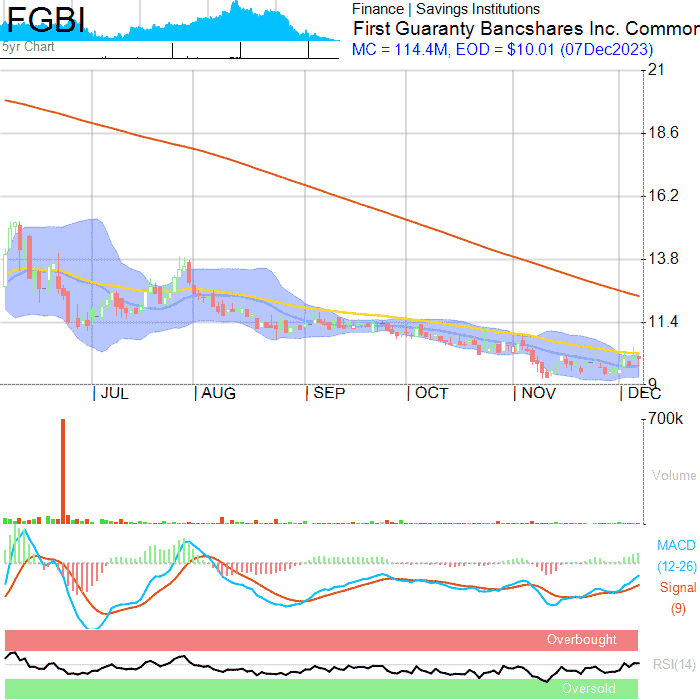 FGBI
5yr Chart
Finance | Savings Institutions
First Guaranty Bancshares Inc. Common
MC = 114.4M, EOD = $10.01 (07Dec2023)
21
18.6
16.2
13.8
11.4
9
JUL
AUG
SEP
OCT
NOV
DEC
700k
Volume
MACD
(12-26)
Signal
(9)
Overbought
RSI(14)
Oversold